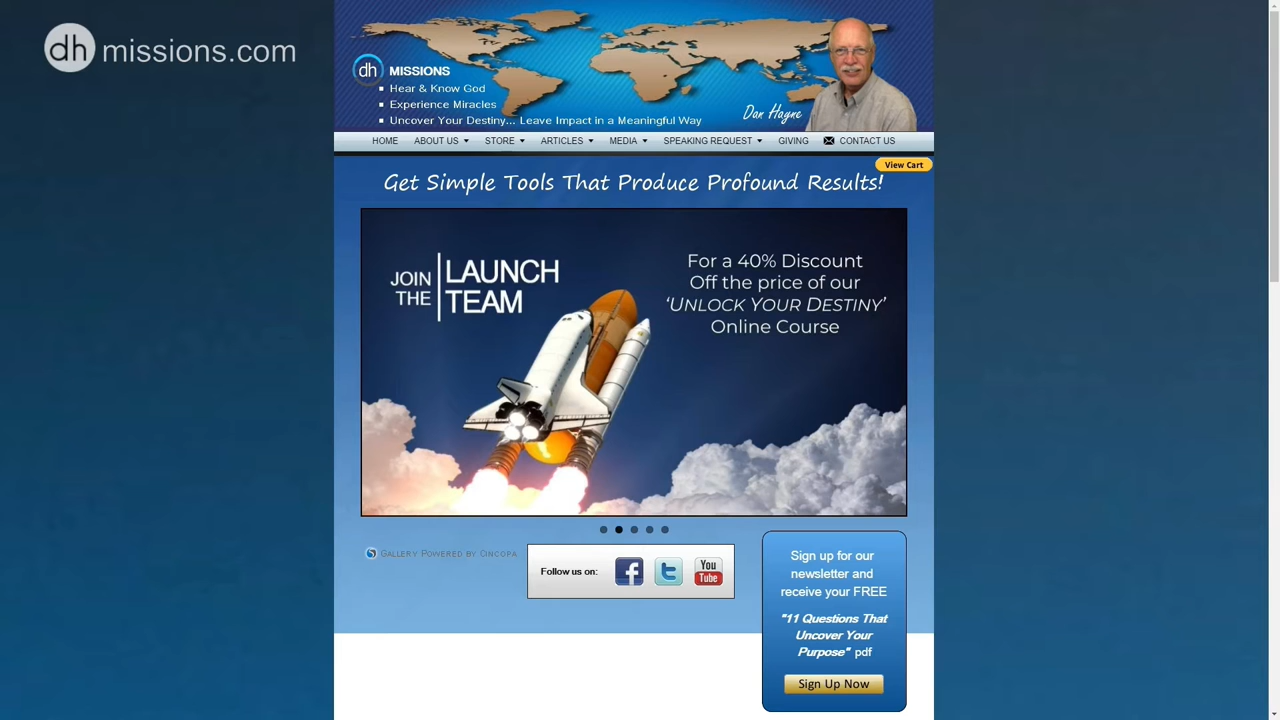 dh missions.com
dh MISSIONS
Hear & Know God
Experience Miracles
Uncover Your Destiny... Leave Impact in a Meaningful Way
Dan Hayne
HOME ABOUT US STORE ARTICLES MEDIA SPEAKING REQUEST GIVING CONTACT US
View Cart
Get Simple Tools That Produce Profound Results!
JOIN THE
LAUNCH TEAM
For a 40% Discount
Off the price of our
‘UNLOCK YOUR DESTINY’
Online Course
GALLERY POWERED BY CINCOPA
Follow us on:
f
t
You
Tube
Sign up for our
newsletter and
receive your FREE
"11 Questions That
Uncover Your
Purpose" pdf
Sign Up Now